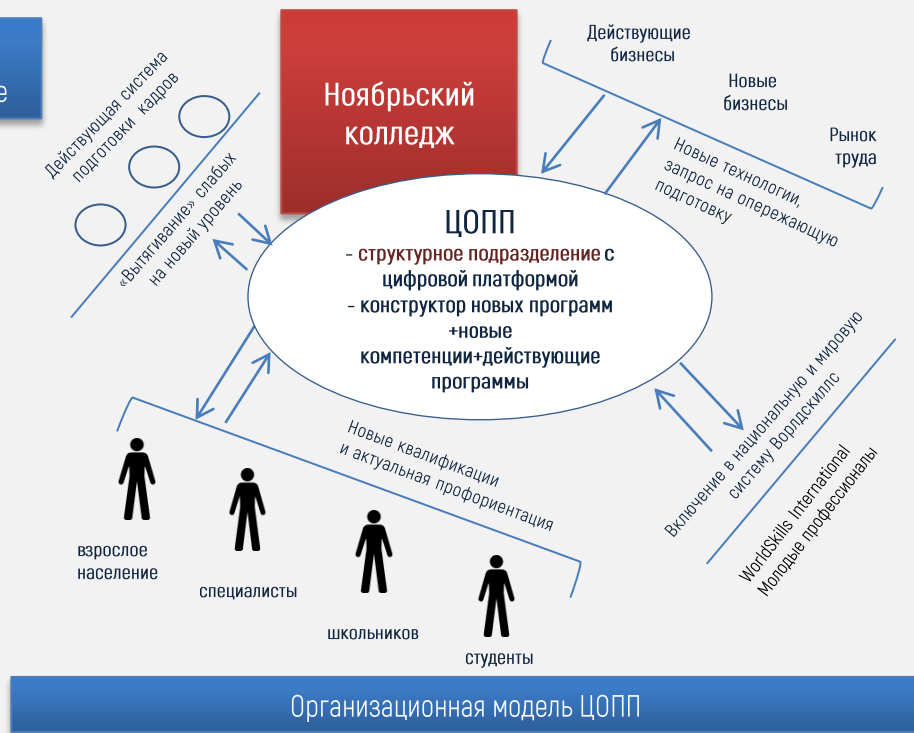 е
Действующая система
подготовки кадров
«Вытягивание» слабых
на новый уровень
Ноябрьский
колледж
Действующие
бизнесы
Новые
бизнесы
Рынок
труда
Новые технологии,
запрос на опережающую
подготовку
ЦОПП
- структурное подразделение с
цифровой платформой
- конструктор новых программ
+новые
компетенции+действующие
программы
Включение в национальную и мировую
систему Ворлдскиллс
WorldSkills International
Молодые профессионалы
Новые квалификации
и актуальная профориентация
взрослое
население
специалисты
школьников
студенты
Организационная модель ЦОПП